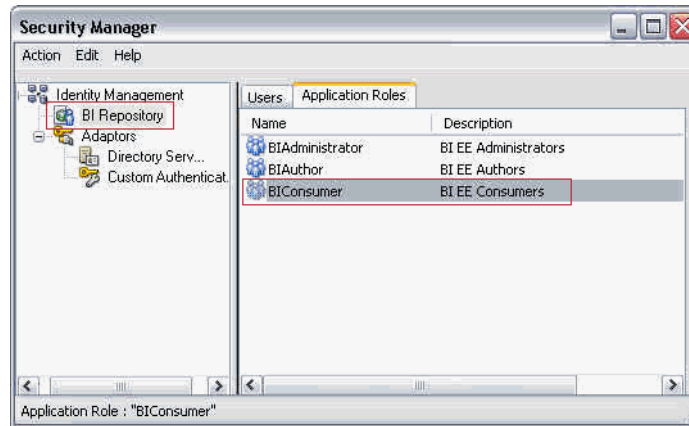 Security Manager
Action Edit Help
Identity Management
BI Repository
Adaptors
Directory Serv...
Custom Authenticat.
Users Application Roles
Name Description
BIAdministrator BI EE Administrators
BIAuthor BI EE Authors
BIConsumer BI EE Consumers
Application Role : "BIConsumer"